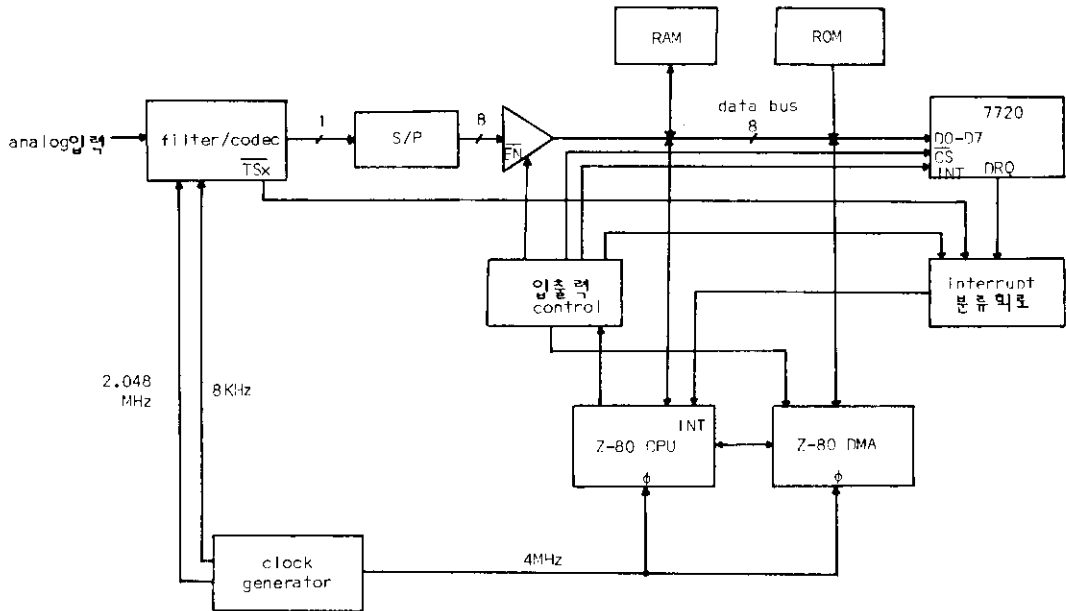 RAM
ROM
data bus
8
7720
D0-D7
CS
INT
DRQ
analog입력
filter/codec
TSx
1
S/P
8
EN
입출력
control
interrupt
분류회로
2.048
MHz
8KHz
INT
Z-80 CPU
ϕ
Z-80 DMA
ϕ
clock
generator
4MHz